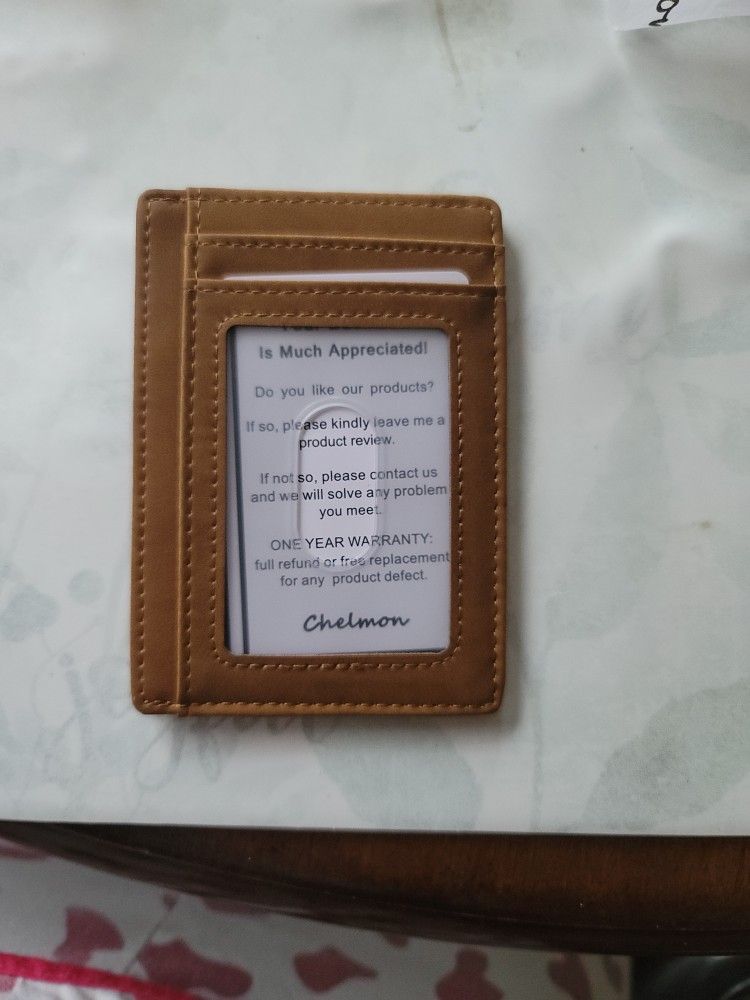 Is Much Appreciated!
Do you like our products?
If so, please kindly leave me a
product review.
If not so, please contact us
and we will solve any problem
you meet.
ONE YEAR WARRANTY:
full refund or free replacement
for any product defect.
Chelmon